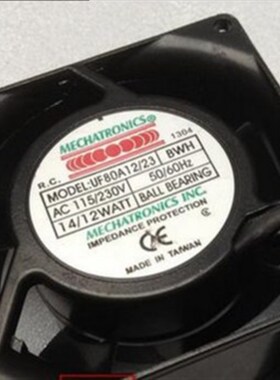 MECHATRONICS®
1304
R.C.
MODEL:UF80A12/23 BWH
AC 115/230V 50/60Hz
14/12WATT BALL BEARING
MECHATRONICS INC.
IMPEDANCE PROTECTION
CE
MADE IN TAIWAN